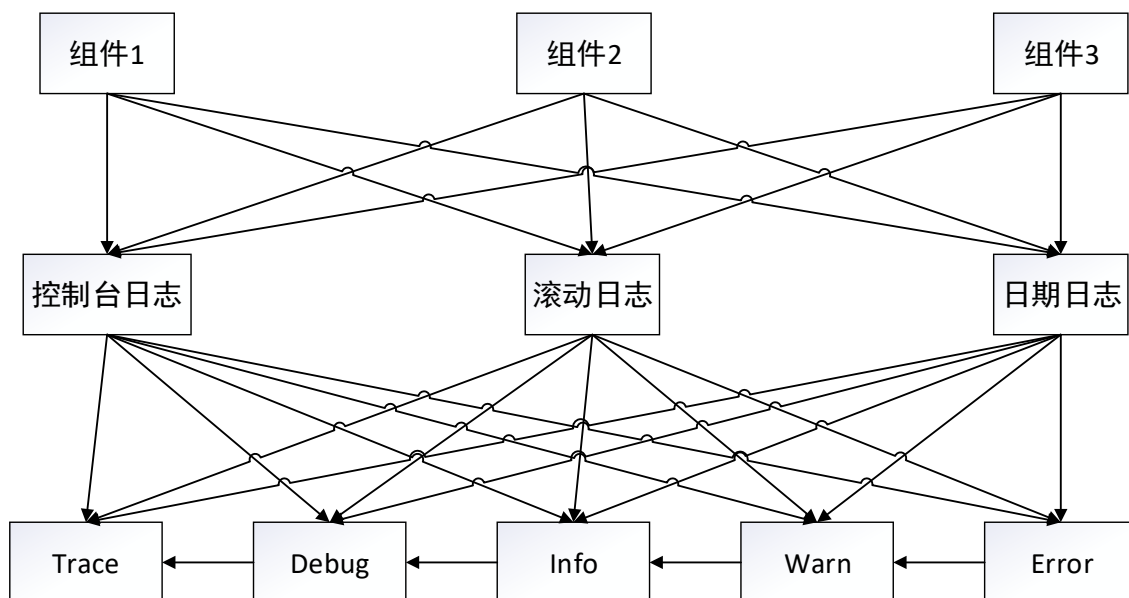 组件1
组件2
组件3
控制台日志
滚动日志
日期日志
Trace
Debug
Info
Warn
Error